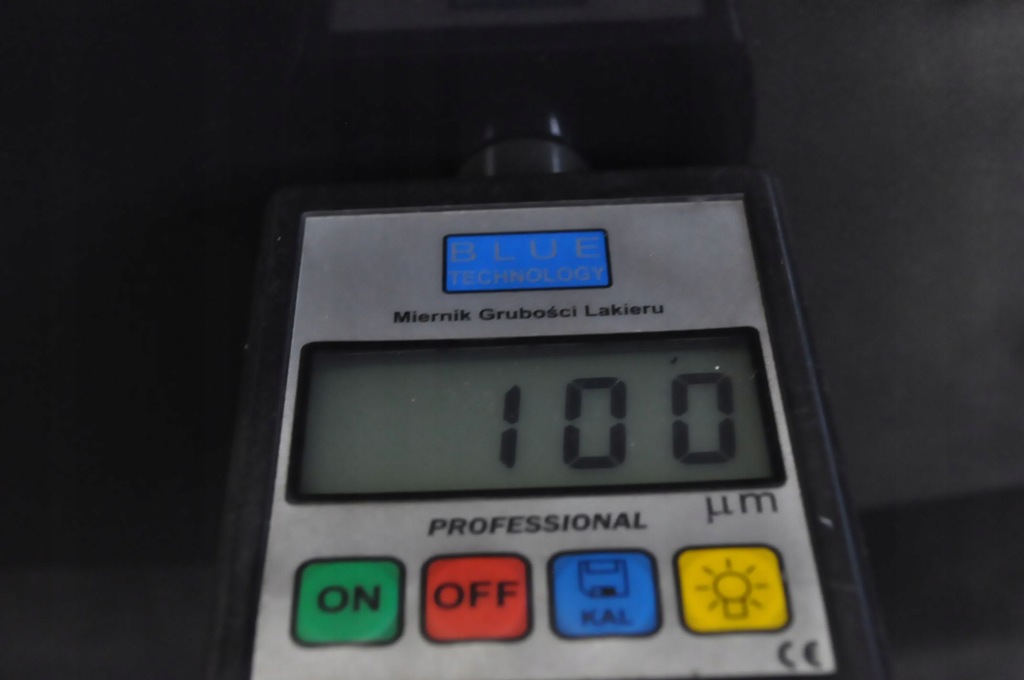 BLUE
TECHNOLOGY
Miernik Grubości Lakieru
100
µm
PROFESSIONAL
ON OFF KAL
CE